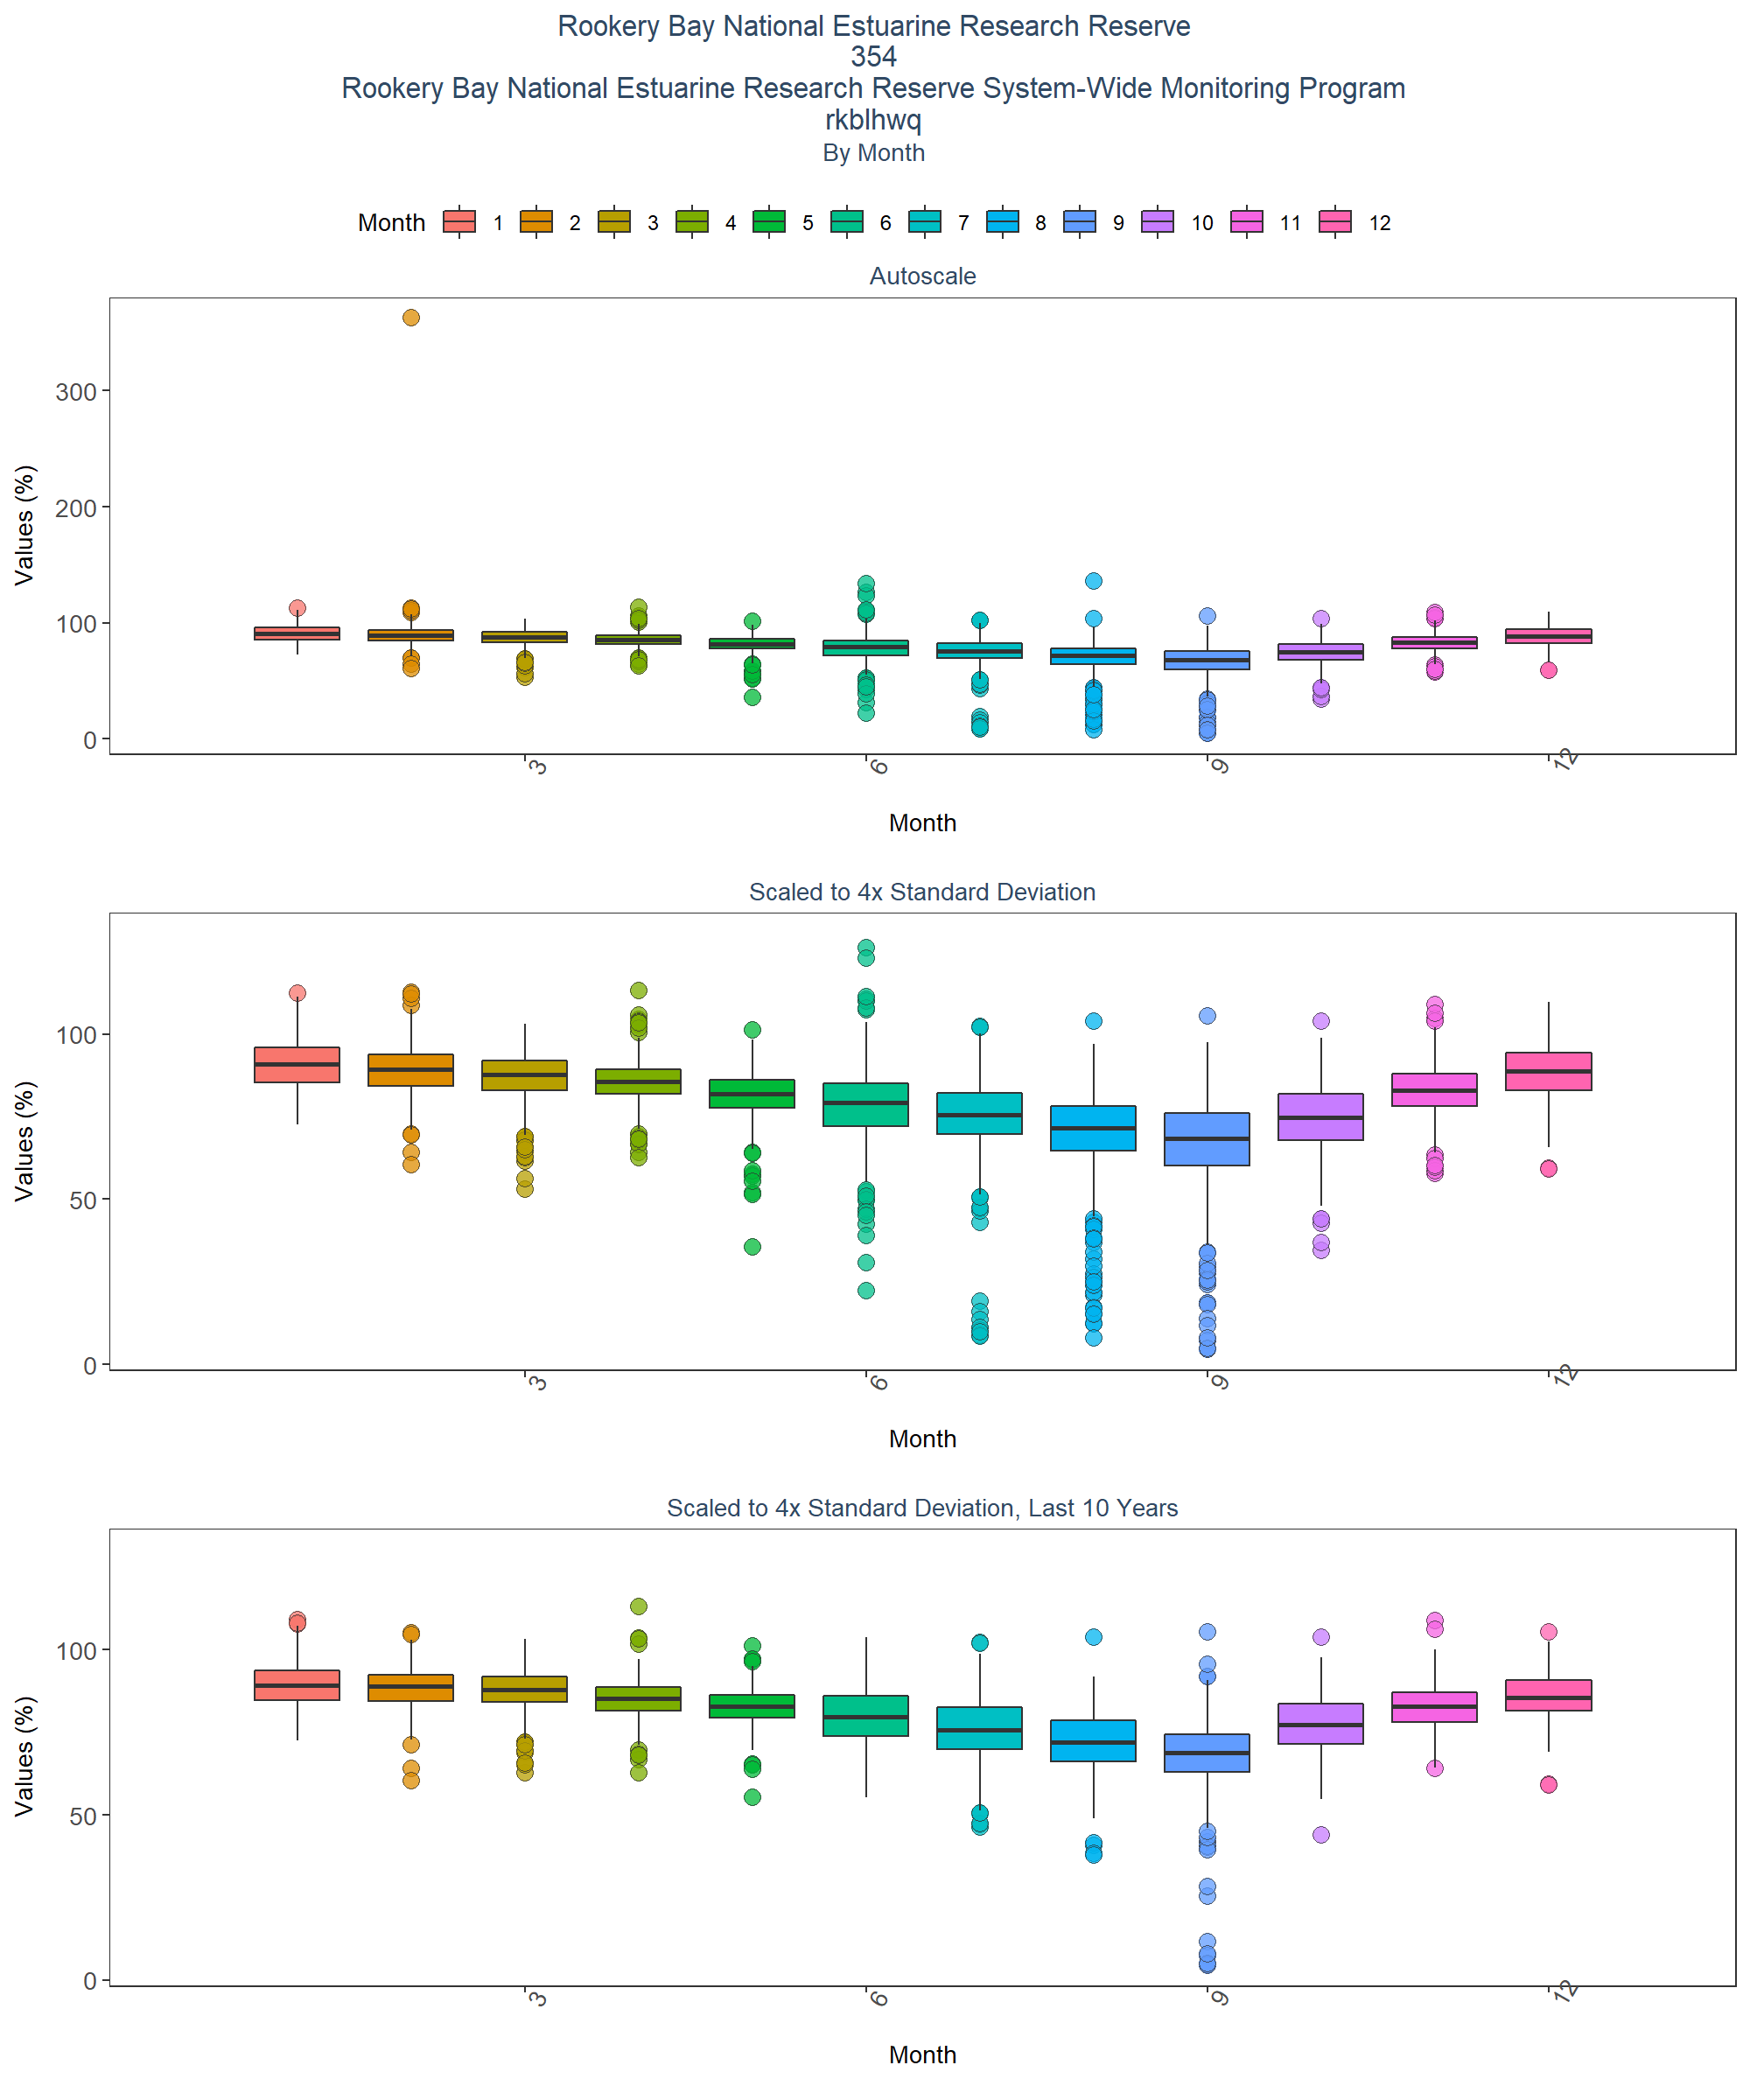 Rookery Bay National Estuarine Research Reserve
354
Rookery Bay National Estuarine Research Reserve System-Wide Monitoring Program
rkblhwq
By Month
Month 1 2 3 4 5 6 7 8 9 10 11 12
Autoscale
Values (%)
300
200
100
0
3 6 9 12
Month
Scaled to 4x Standard Deviation
Values (%)
100
50
0
3 6 9 12
Month
Scaled to 4x Standard Deviation, Last 10 Years
Values (%)
100
50
0
3 6 9 12
Month